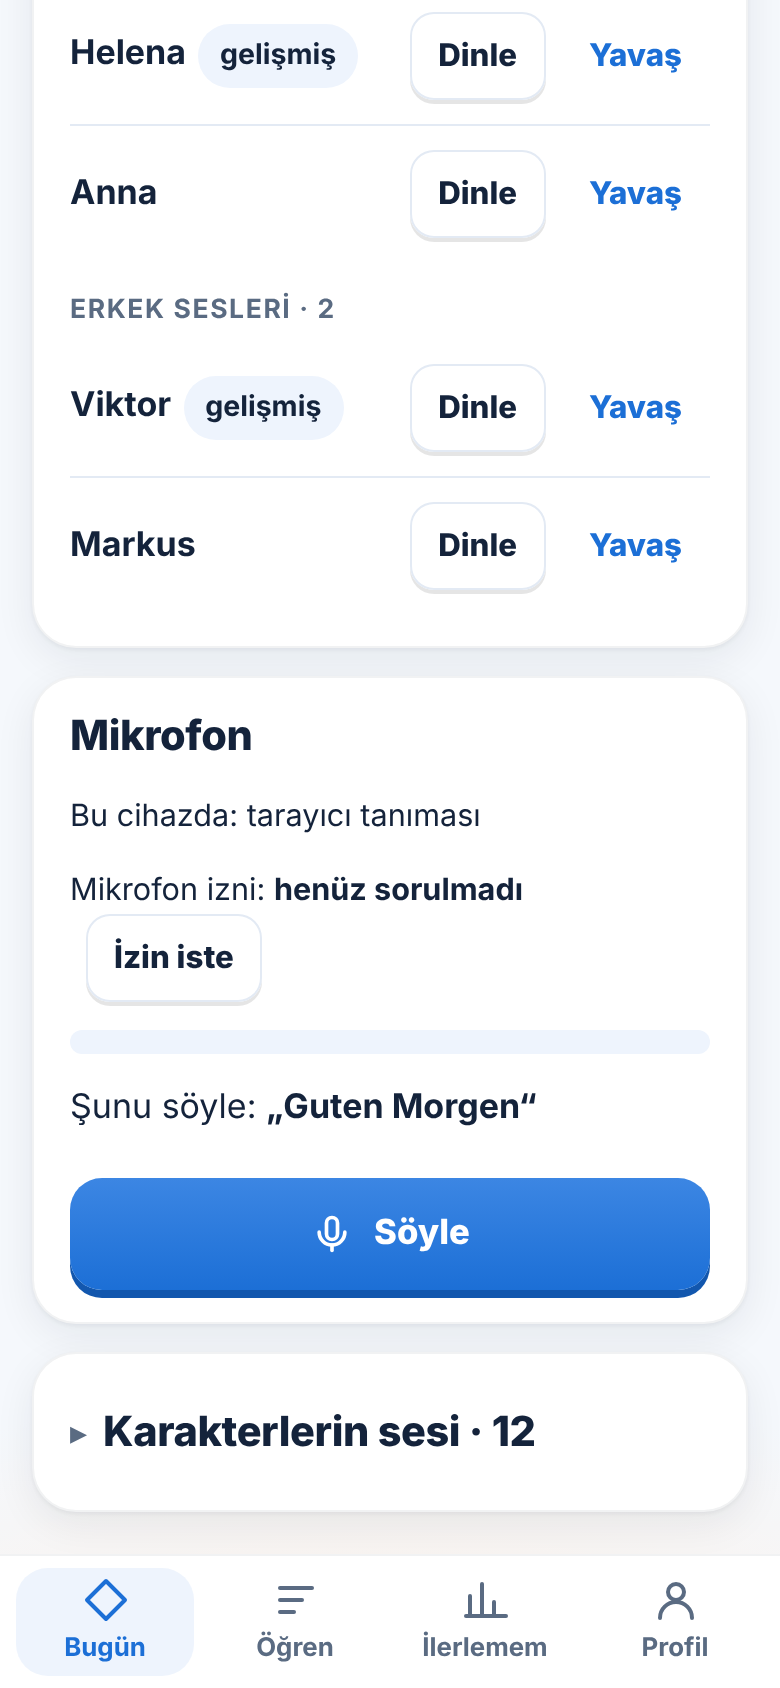 Helena gelişmiş Dinle Yavaş
Anna Dinle Yavaş
ERKEK SESLERİ · 2
Viktor gelişmiş Dinle Yavaş
Markus Dinle Yavaş
Mikrofon
Bu cihazda: tarayıcı tanıması
Mikrofon izni: henüz sorulmadı
İzin iste
Şunu söyle: „Guten Morgen“
Söyle
▸ Karakterlerin sesi · 12
Bugün Öğren İlerlemem Profil